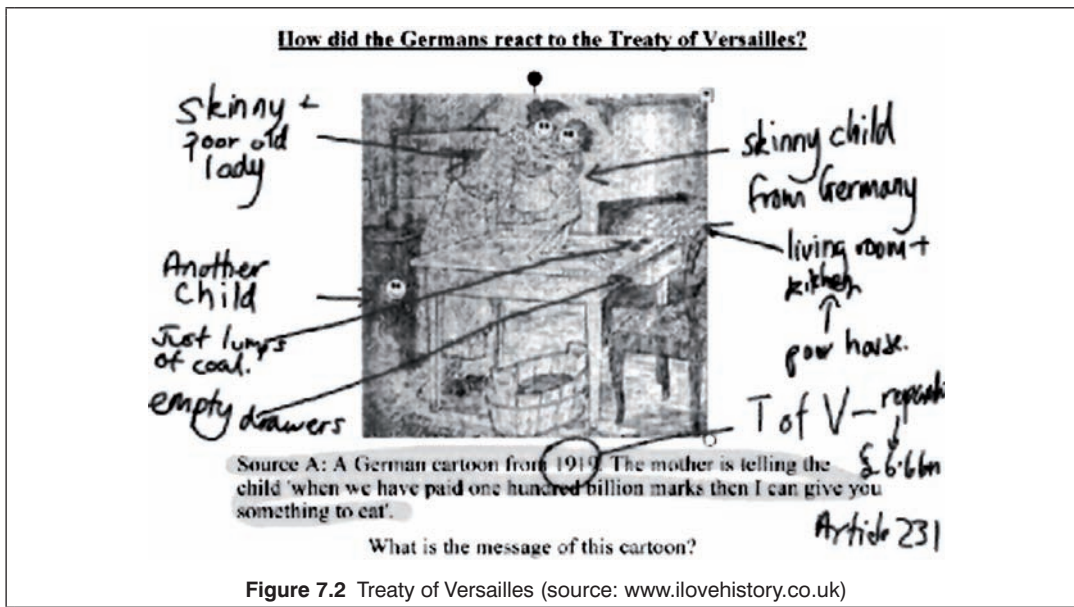 How did the Germans react to the Treaty of Versailles?
skinny +
poor old
lady
skinny child
from Germany
living room +
kitchen
poor house.
Another
child
Just lumps
of coal.
empty drawers
T of V –
£6.6bn
Article 231
Source A: A German cartoon from 1919. The mother is telling the
child 'when we have paid one hundred billion marks then I can give you
something to eat'.
What is the message of this cartoon?
Figure 7.2 Treaty of Versailles (source: www.ilovehistory.co.uk)